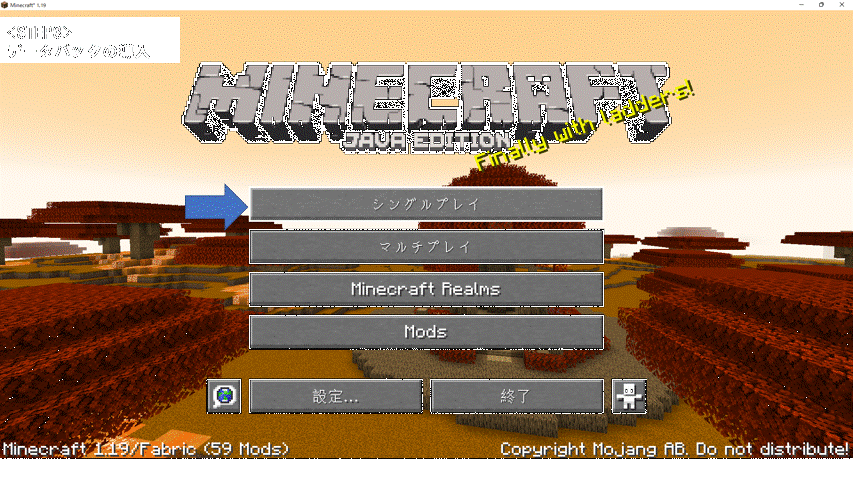 Minecraft* 1.19
<STEP3>
データパックの導入
MINECRAFT
JAVA EDITION
Finally with ladders!
シングルプレイ
マルチプレイ
Minecraft Realms
Mods
設定...
終了
Minecraft 1.19/Fabric (59 Mods)
Copyright Mojang AB. Do not distribute!